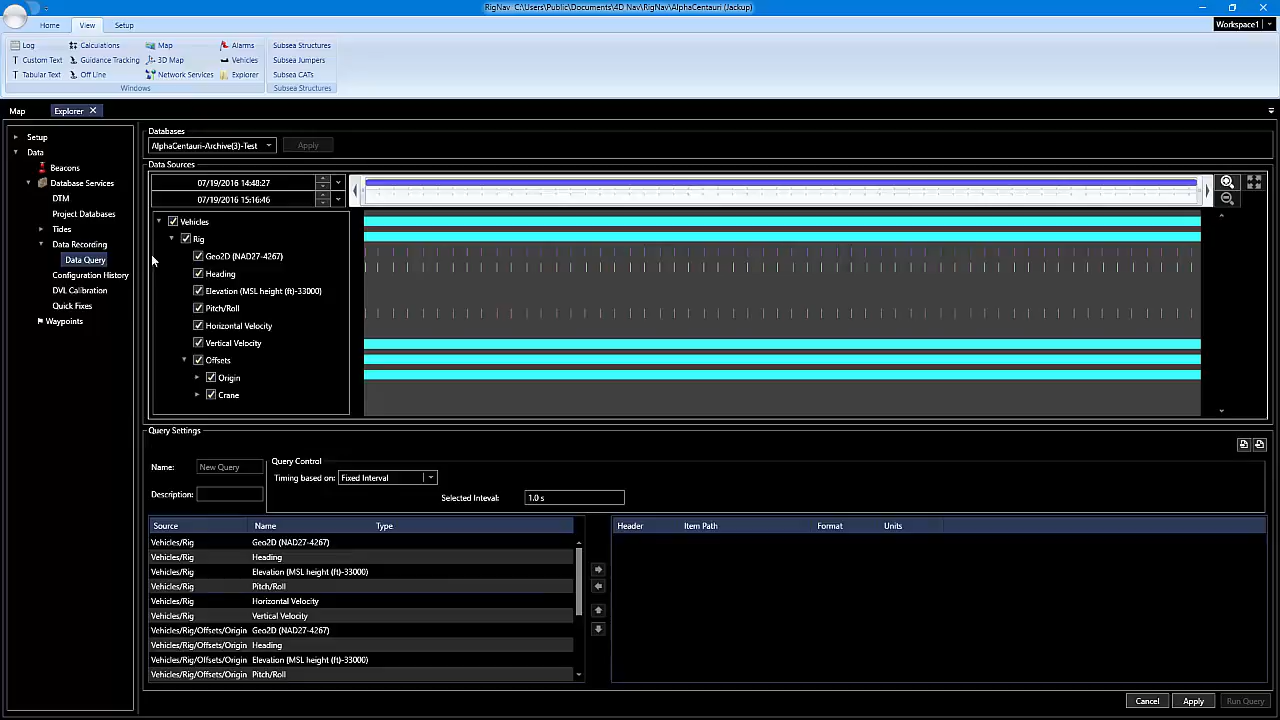 RigNav C:\Users\Public\Documents\4D Nav\RigNav\AlphaCentauri (Jackup)
Home View Setup
Workspace1
Log Calculations Map Alarms Subsea Structures
Custom Text Guidance Tracking 3D Map Vehicles Subsea Jumpers
Tabular Text Off Line Network Services Explorer Subsea CATs
Windows Subsea Structures
Map Explorer
Setup
Data
Beacons
Database Services
DTM
Project Databases
Tides
Data Recording
Data Query
Configuration History
DVL Calibration
Quick Fixes
Waypoints
Databases
AlphaCentauri-Archive(3)-Test Apply
Data Sources
07/19/2016 14:48:27
07/19/2016 15:16:46
Vehicles
Rig
Geo2D (NAD27-4267)
Heading
Elevation (MSL height (ft)-33000)
Pitch/Roll
Horizontal Velocity
Vertical Velocity
Offsets
Origin
Crane
Query Settings
Name: New Query
Description:
Query Control
Timing based on: Fixed Interval
Selected Inteval: 1.0 s
Source Name Type
Vehicles/Rig Geo2D (NAD27-4267)
Vehicles/Rig Heading
Vehicles/Rig Elevation (MSL height (ft)-33000)
Vehicles/Rig Pitch/Roll
Vehicles/Rig Horizontal Velocity
Vehicles/Rig Vertical Velocity
Vehicles/Rig/Offsets/Origin Geo2D (NAD27-4267)
Vehicles/Rig/Offsets/Origin Heading
Vehicles/Rig/Offsets/Origin Elevation (MSL height (ft)-33000)
Vehicles/Rig/Offsets/Origin Pitch/Roll
Header Item Path Format Units
Cancel Apply Run Query